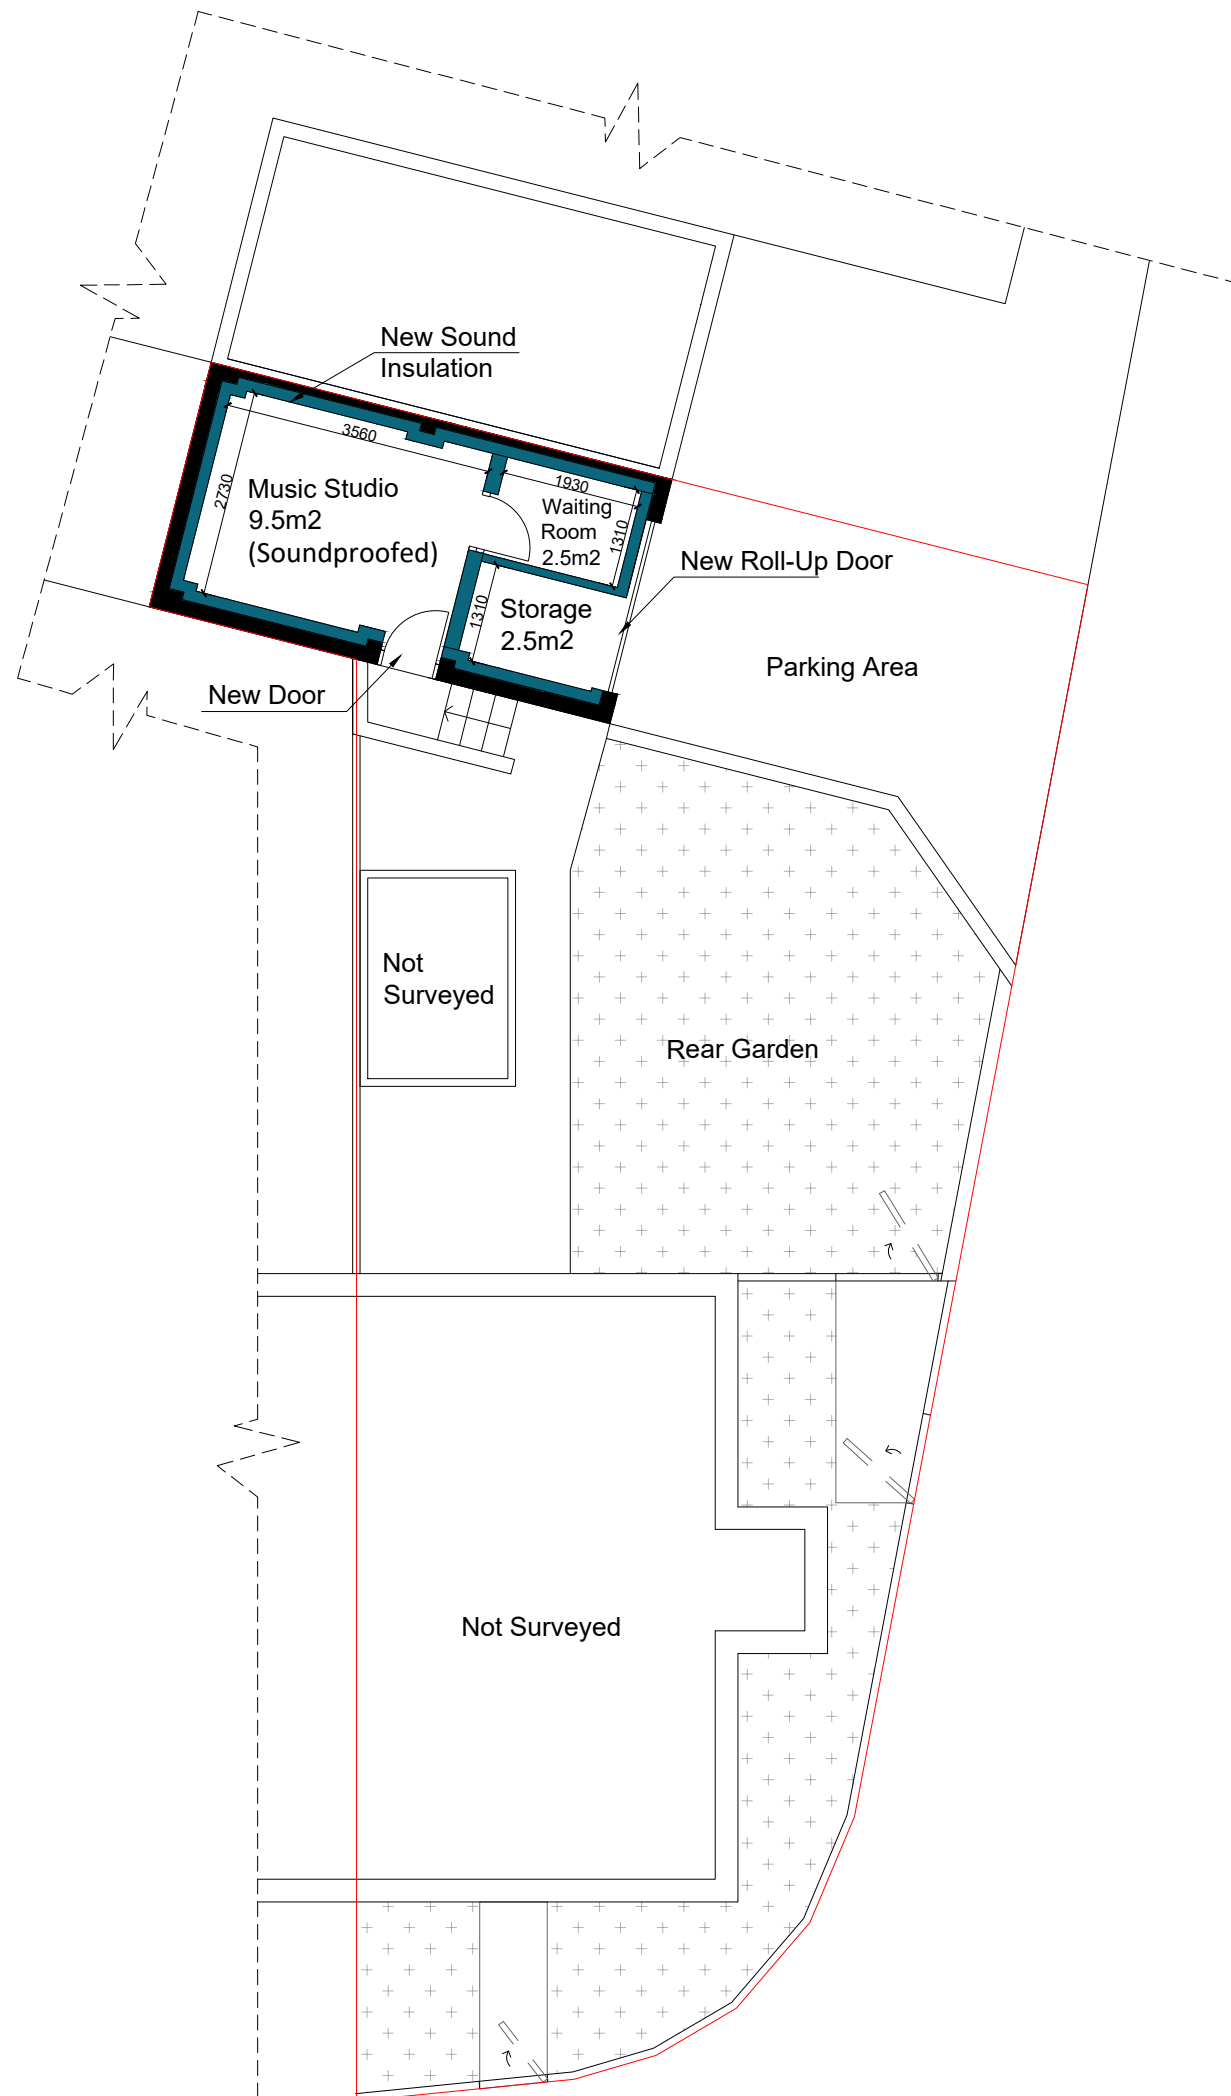 New Sound
Insulation
3560
2730
Music Studio
9.5m2
(Soundproofed)
1930
Waiting
Room
2.5m2
1310
New Roll-Up Door
1310
Storage
2.5m2
Parking Area
New Door
Not
Surveyed
Rear Garden
Not Surveyed